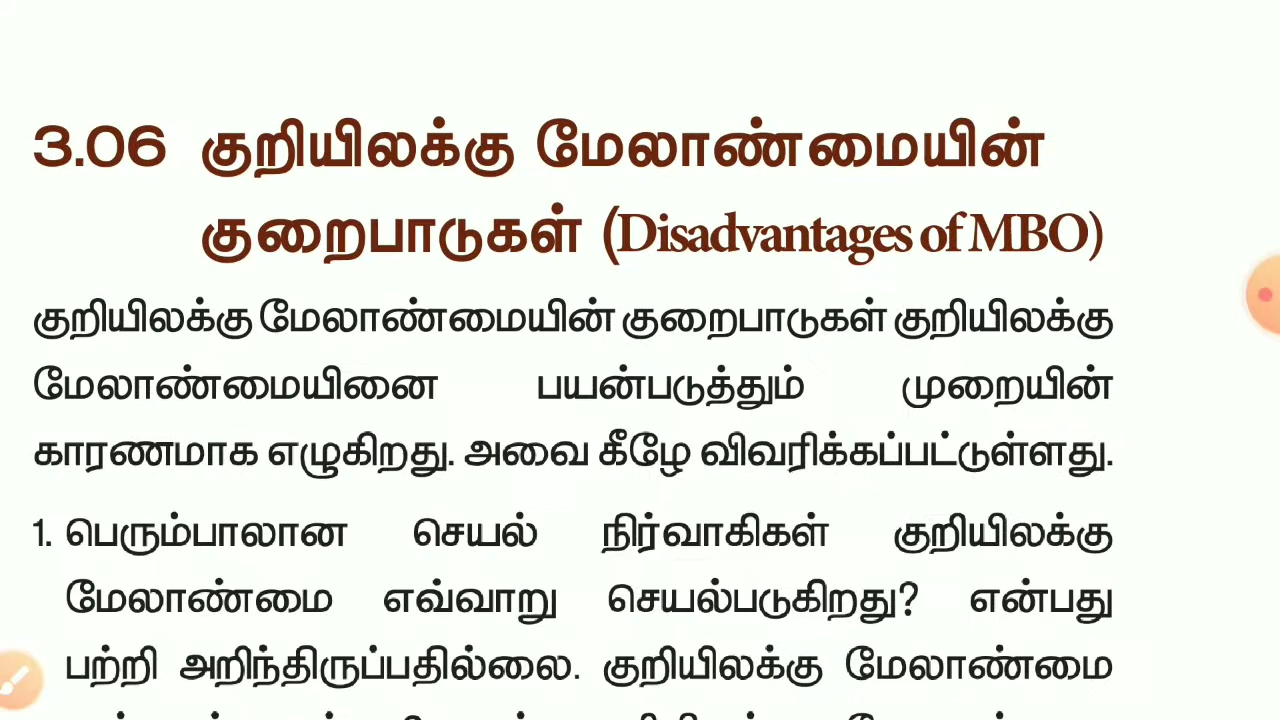 3.06 குறியிலக்கு மேலாண்மையின்
குறைபாடுகள் (Disadvantages of MBO)
குறியிலக்கு மேலாண்மையின் குறைபாடுகள் குறியிலக்கு
மேலாண்மையினை பயன்படுத்தும் முறையின்
காரணமாக எழுகிறது. அவை கீழே விவரிக்கப்பட்டுள்ளது.
1. பெரும்பாலான செயல் நிர்வாகிகள் குறியிலக்கு
மேலாண்மை எவ்வாறு செயல்படுகிறது? என்பது
பற்றி அறிந்திருப்பதில்லை. குறியிலக்கு மேலாண்மை